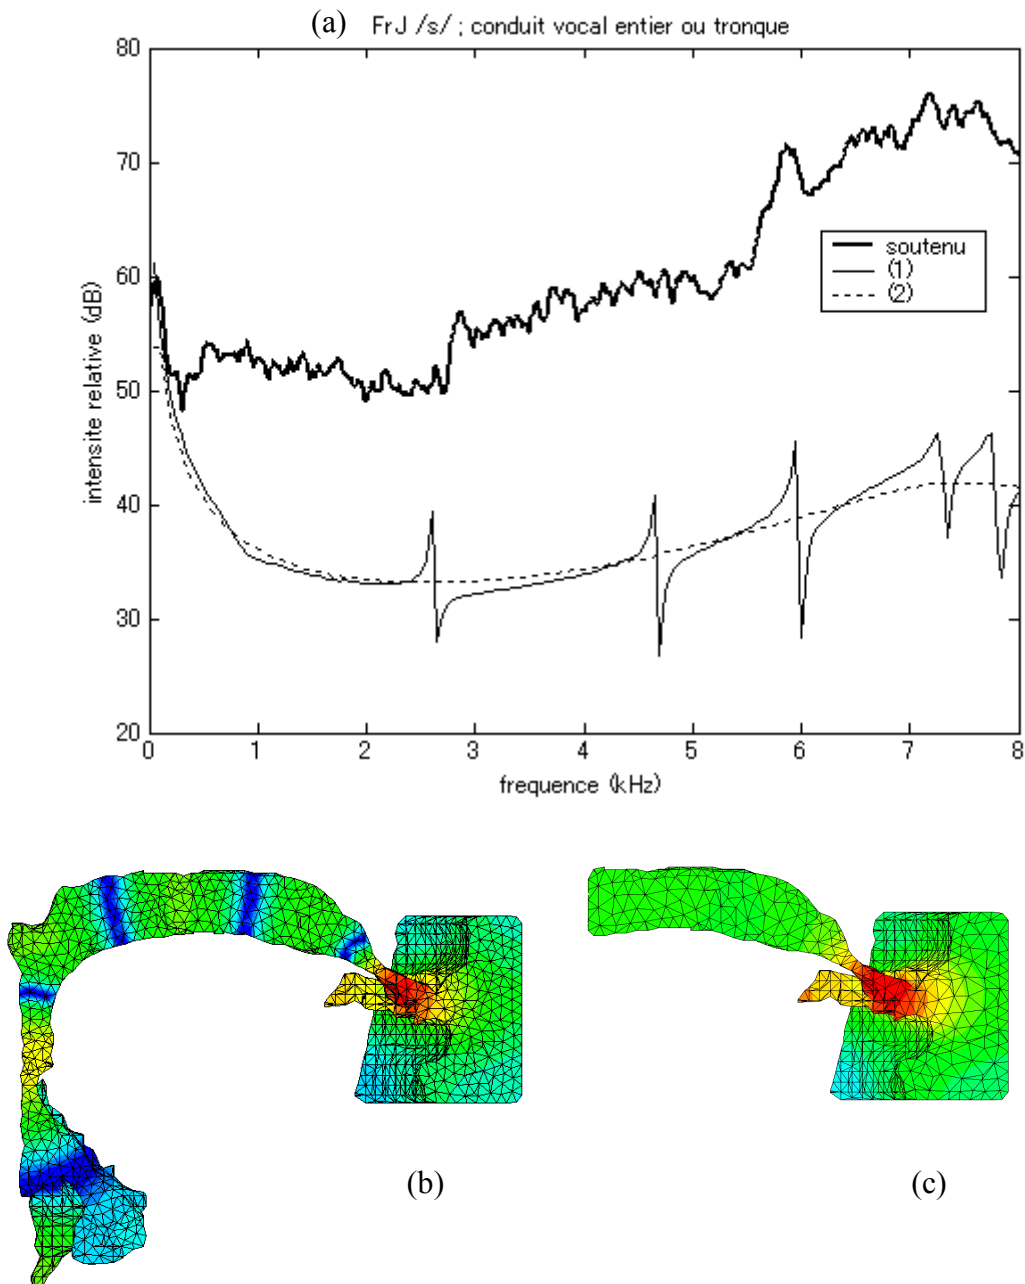 (a) FrJ /s/ ; conduit vocal entier ou tronque
80
70
60
50
40
30
20
intensite relative (dB)
soutenu
(1)
(2)
0 1 2 3 4 5 6 7 8
frequence (kHz)
(b)
(c)